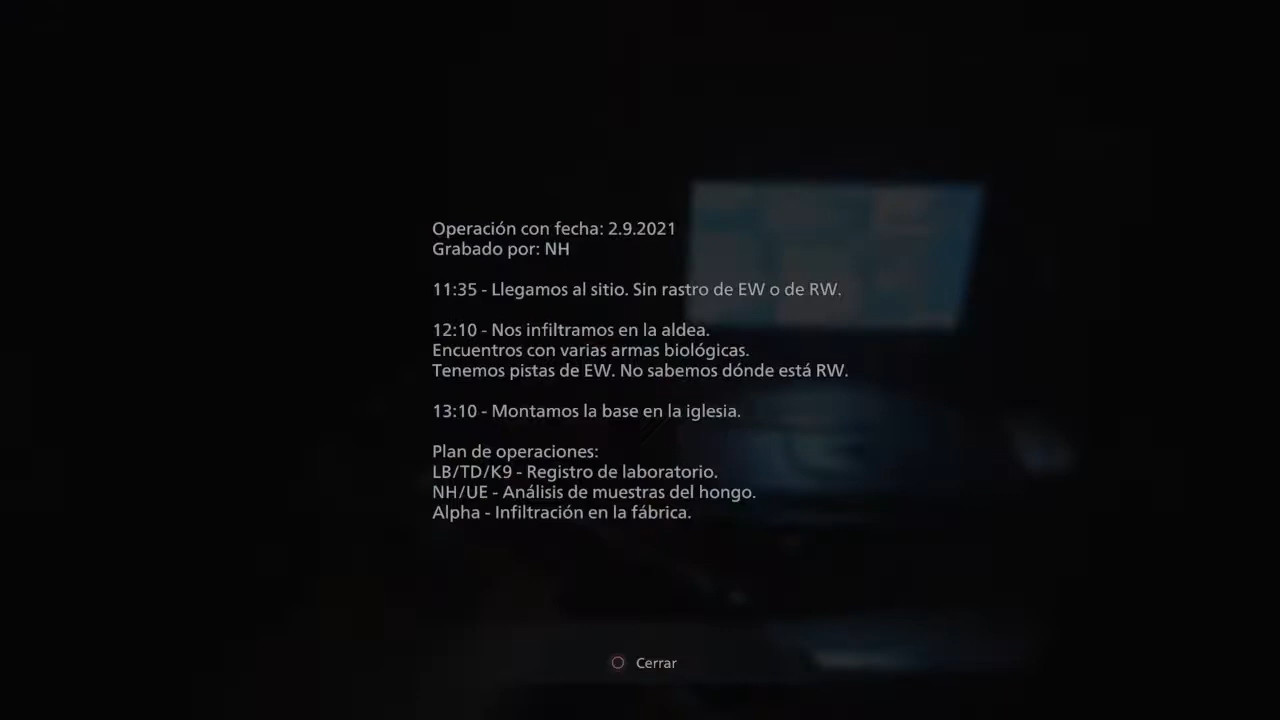 Operación con fecha: 2.9.2021
Grabado por: NH
11:35 - Llegamos al sitio. Sin rastro de EW o de RW.
12:10 - Nos infiltramos en la aldea.
Encuentros con varias armas biológicas.
Tenemos pistas de EW. No sabemos dónde está RW.
13:10 - Montamos la base en la iglesia.
Plan de operaciones:
LB/TD/K9 - Registro de laboratorio.
NH/UE - Análisis de muestras del hongo.
Alpha - Infiltración en la fábrica.
Cerrar